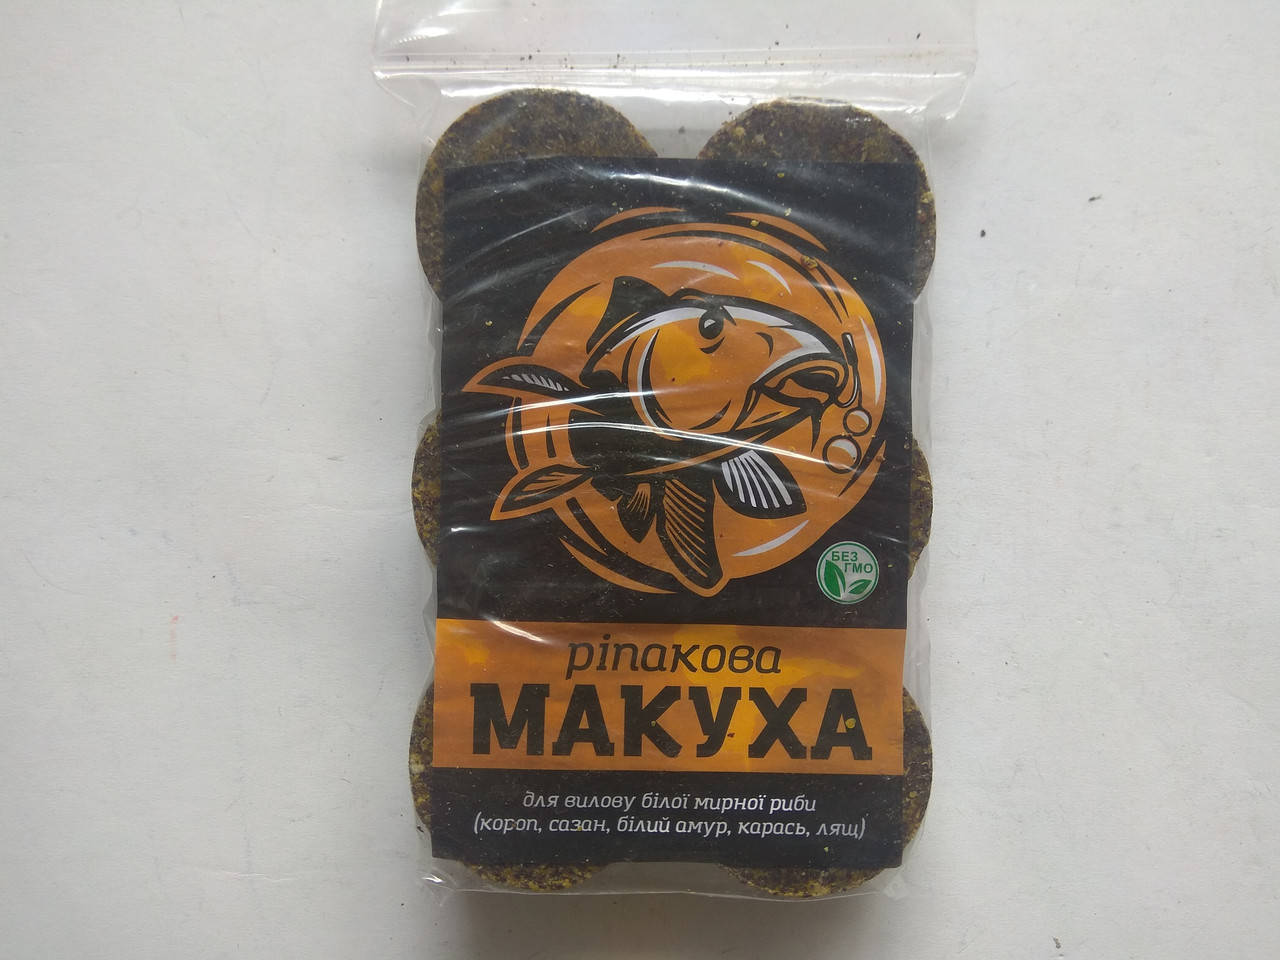 БЕЗ
ГМО
ріпакова
МАКУХА
для вилову білої мирної риби
(короп, сазан, білий амур, карась, лящ)